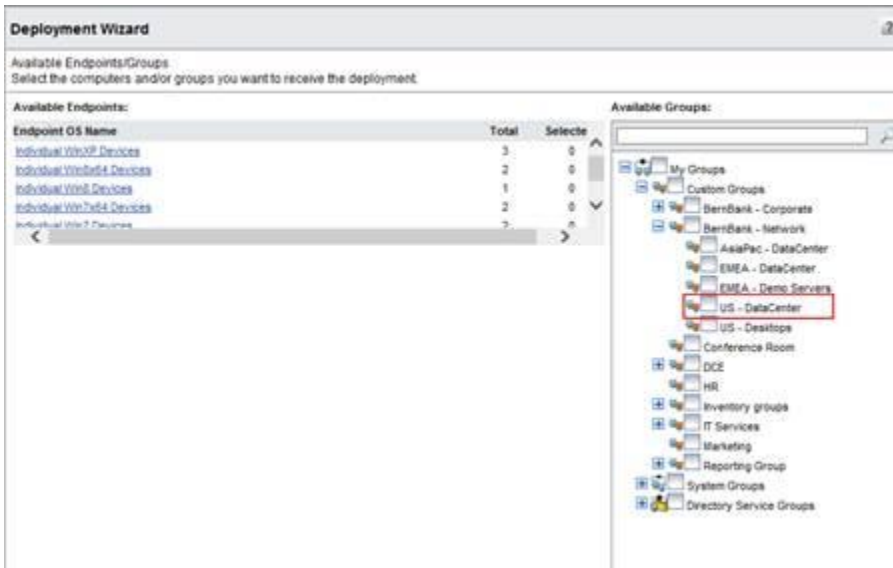 Deployment Wizard
Available Endpoints/Groups
Select the computers and/or groups you want to receive the deployment.
Available Endpoints:
Endpoint OS Name Total Selecte
Individual WinXP Devices 3 0
Individual Win8x64 Devices 2 0
Individual Win8 Devices 1 0
Individual Win7x64 Devices 2 0
Individual Win7 Devices
Available Groups:
My Groups
Custom Groups
BernBank - Corporate
BernBank - Network
AsiaPac - DataCenter
EMEA - DataCenter
EMEA - Demo Servers
US - DataCenter
US - Desktops
Conference Room
DCE
HR
Inventory groups
IT Services
Marketing
Reporting Group
System Groups
Directory Service Groups